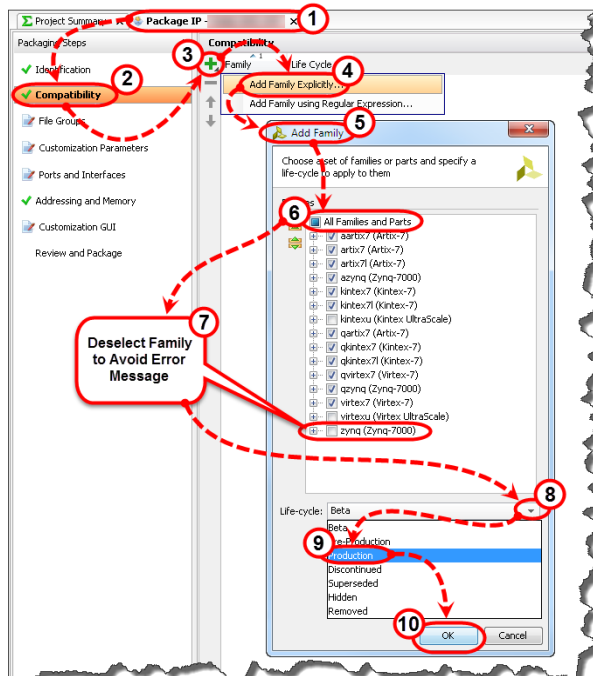 Project Summary
Package IP -
1
Packaging Steps
Identification
2
Compatibility
File Groups
Customization Parameters
Ports and Interfaces
Addressing and Memory
Customization GUI
Review and Package
Compatibility
3
Family
1
Life Cycle
4
Add Family Explicitly...
Add Family using Regular Expression...
Add Family
5
Choose a set of families or parts and specify a
life-cycle to apply to them
6
All Families and Parts
aartix7 (Artix-7)
artix7 (Artix-7)
artix7l (Artix-7)
azynq (Zynq-7000)
kintex7 (Kintex-7)
kintex7l (Kintex-7)
kintexu (Kintex UltraScale)
qartix7 (Artix-7)
qkintex7 (Kintex-7)
qkintex7l (Kintex-7)
qvirtex7 (Virtex-7)
qzynq (Zynq-7000)
virtex7 (Virtex-7)
virtexu (Virtex UltraScale)
zynq (Zynq-7000)
7
Deselect Family
to Avoid Error
Message
8
Life-cycle: Beta
Beta
Pre-Production
9
Production
Discontinued
Superseded
Hidden
Removed
10
OK
Cancel